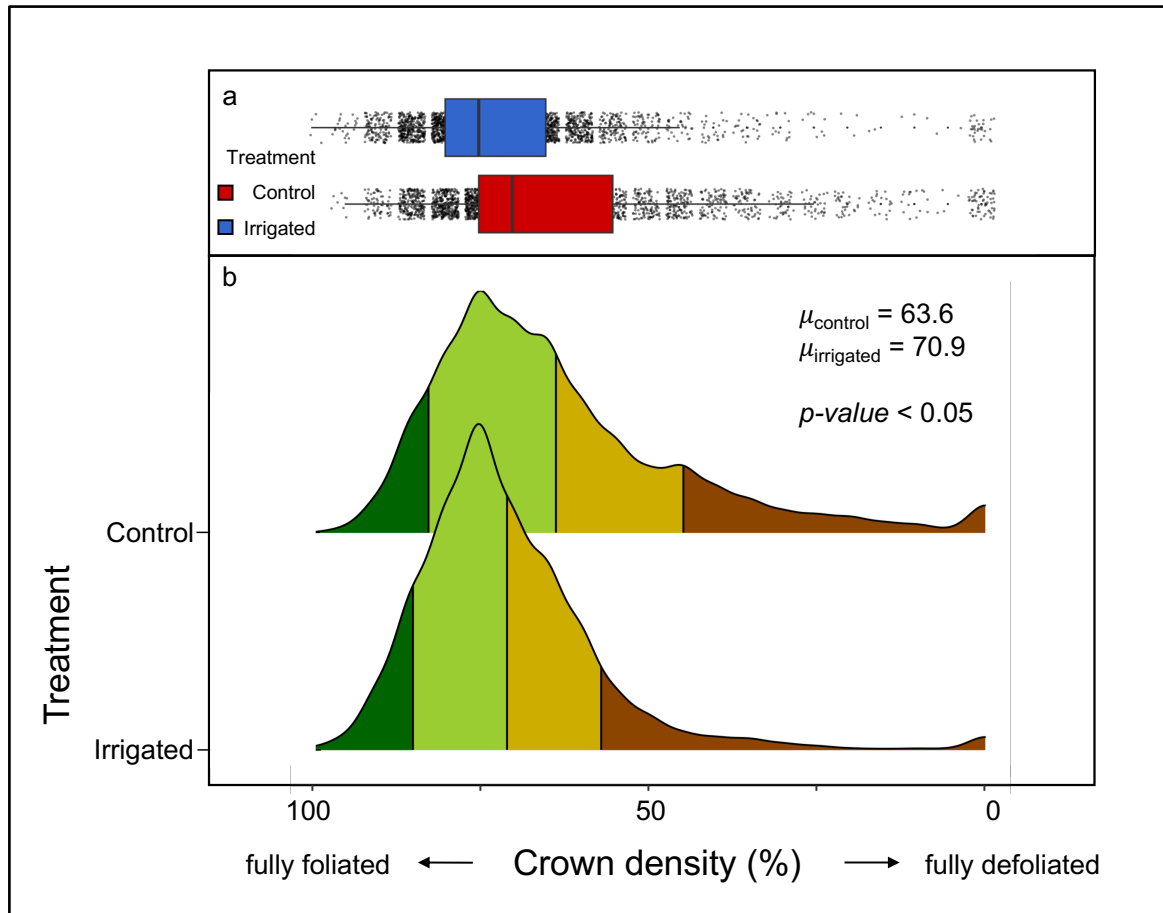 a
Treatment
Control
Irrigated
b
μcontrol = 63.6
μirrigated = 70.9
p-value < 0.05
Control
Irrigated
Treatment
100 50 0
fully foliated ← Crown density (%) → fully defoliated